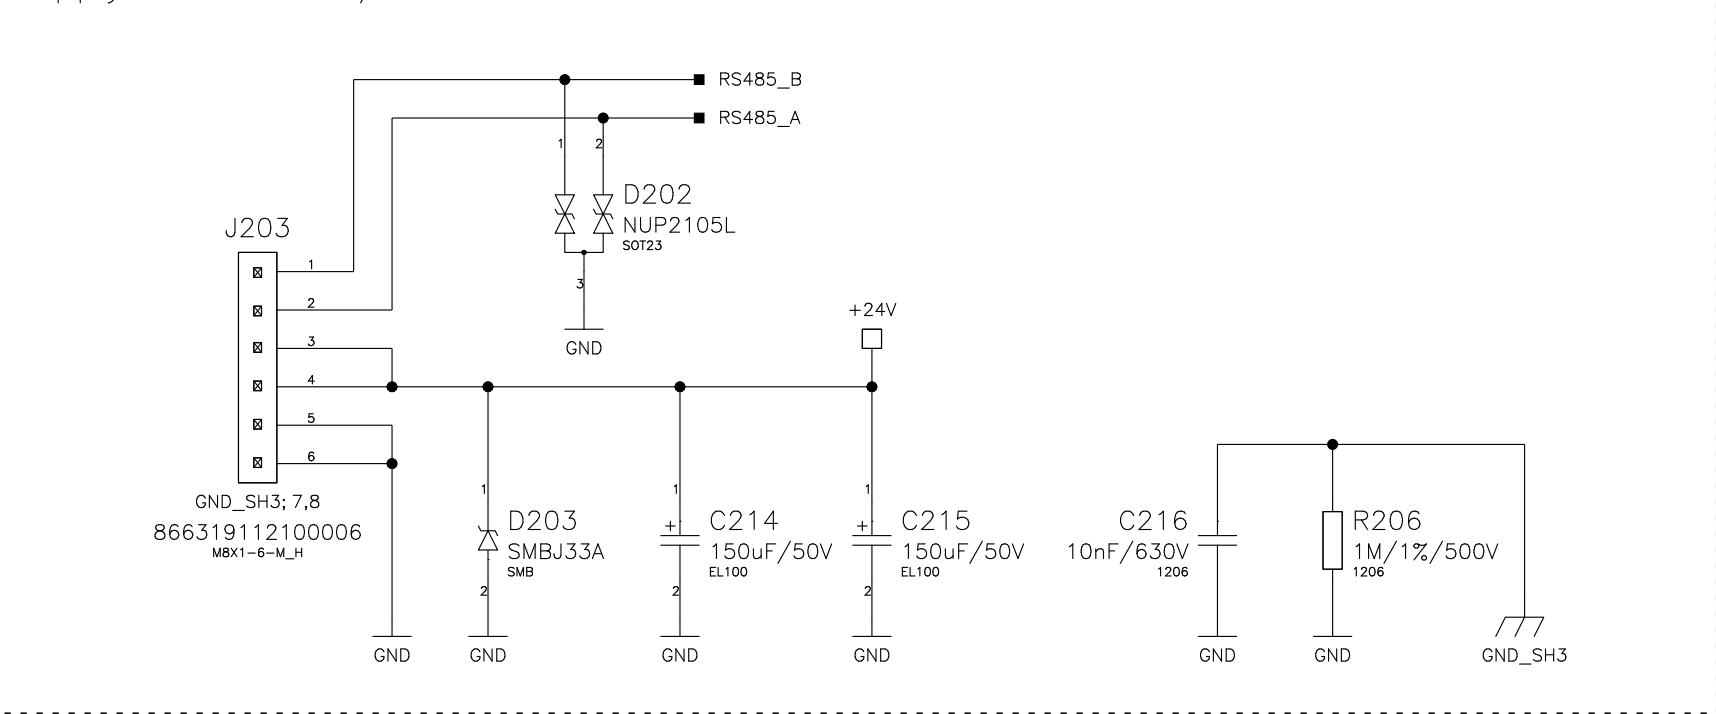 RS485_B
RS485_A
1
2
D202
NUP2105L
SOT23
3
GND
J203
1
2
3
4
5
6
GND_SH3; 7,8
866319112100006
M8X1-6-M_H
+24V
GND
1
D203
SMBJ33A
SMB
2
GND
1
+
C214
150uF/50V
EL100
2
GND
1
+
C215
150uF/50V
EL100
2
GND
C216
10nF/630V
1206
GND
R206
1M/1%/500V
1206
GND
GND_SH3